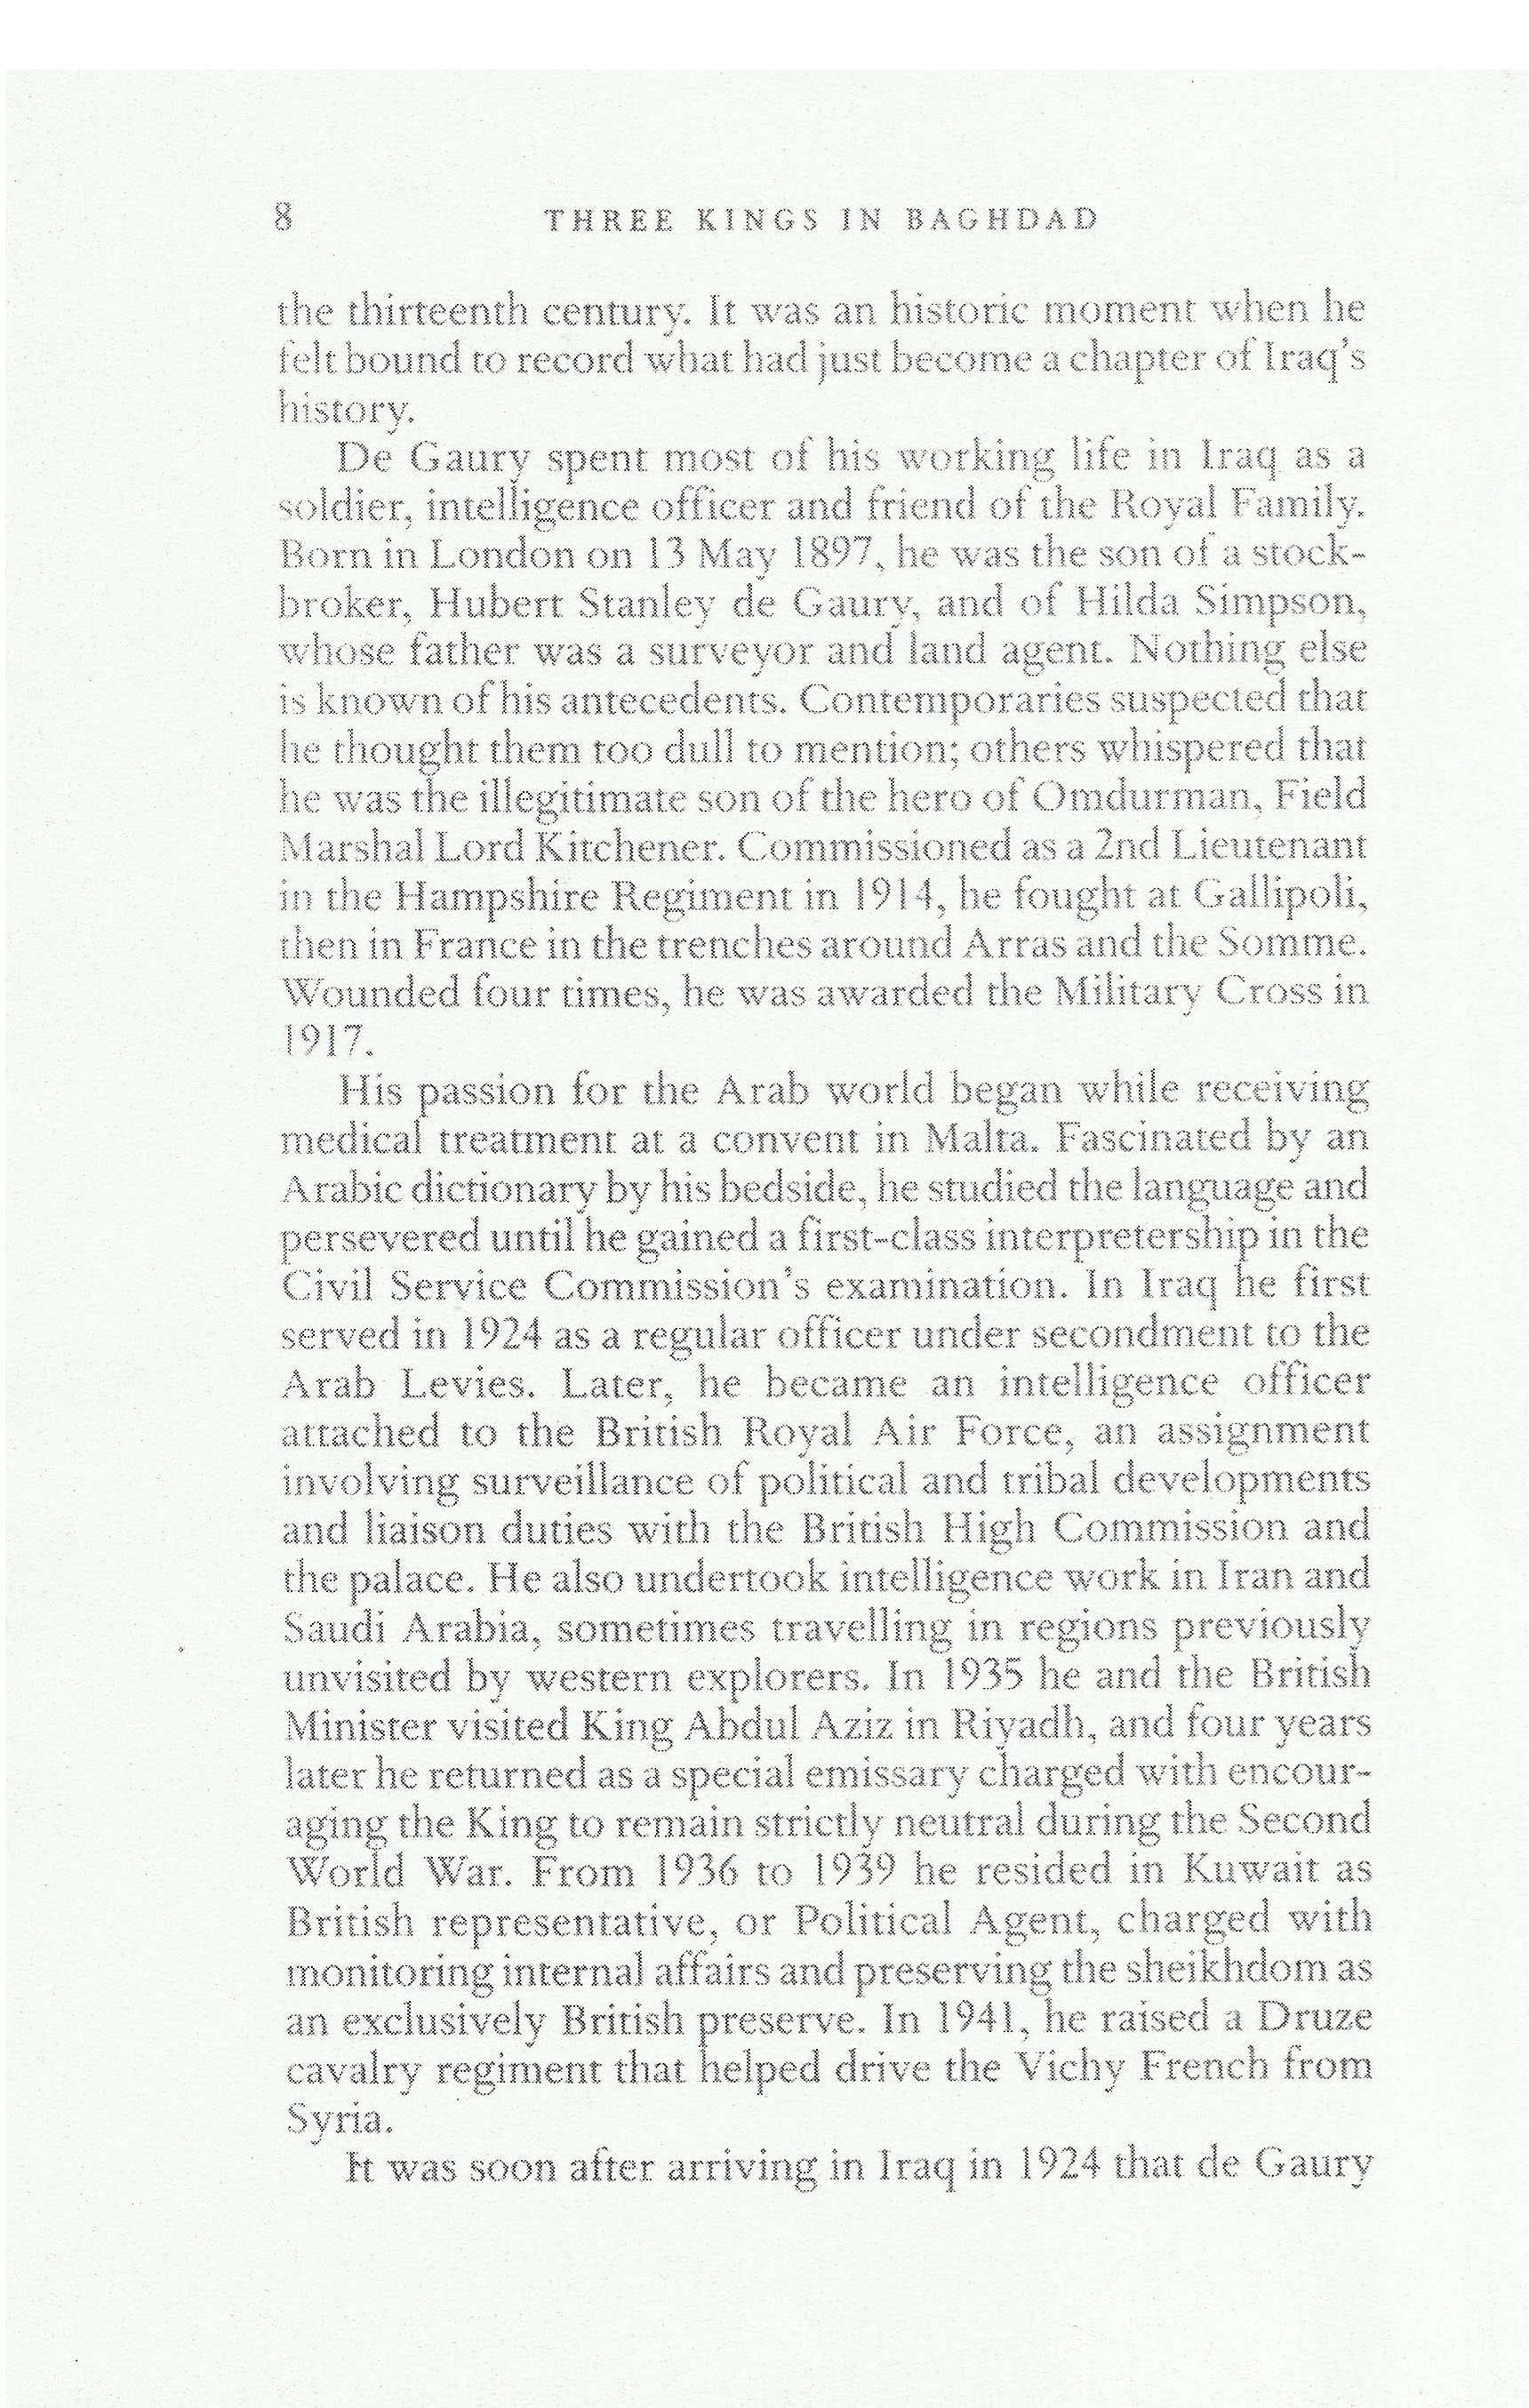 8 THREE KINGS IN BAGHDAD
the thirteenth century. It was an historic moment when he
felt bound to record what had just become a chapter of Iraq's
history.
De Gaury spent most of his working life in Iraq as a
soldier, intelligence officer and friend of the Royal Family.
Born in London on 13 May 1897, he was the son of a stock-
broker, Hubert Stanley de Gaury, and of Hilda Simpson,
whose father was a surveyor and land agent. Nothing else
is known of his antecedents. Contemporaries suspected that
he thought them too dull to mention; others whispered that
he was the illegitimate son of the hero of Omdurman, Field
Marshal Lord Kitchener. Commissioned as a 2nd Lieutenant
in the Hampshire Regiment in 1914, he fought at Gallipoli,
then in France in the trenches around Arras and the Somme.
Wounded four times, he was awarded the Military Cross in
1917.
His passion for the Arab world began while receiving
medical treatment at a convent in Malta. Fascinated by an
Arabic dictionary by his bedside, he studied the language and
persevered until he gained a first-class interpretership in the
Civil Service Commission's examination. In Iraq he first
served in 1924 as a regular officer under secondment to the
Arab Levies. Later, he became an intelligence officer
attached to the British Royal Air Force, an assignment
involving surveillance of political and tribal developments
and liaison duties with the British High Commission and
the palace. He also undertook intelligence work in Iran and
Saudi Arabia, sometimes travelling in regions previously
unvisited by western explorers. In 1935 he and the British
Minister visited King Abdul Aziz in Riyadh, and four years
later he returned as a special emissary charged with encour-
aging the King to remain strictly neutral during the Second
World War. From 1936 to 1939 he resided in Kuwait as
British representative, or Political Agent, charged with
monitoring internal affairs and preserving the sheikhdom as
an exclusively British preserve. In 1941, he raised a Druze
cavalry regiment that helped drive the Vichy French from
Syria.
It was soon after arriving in Iraq in 1924 that de Gaury